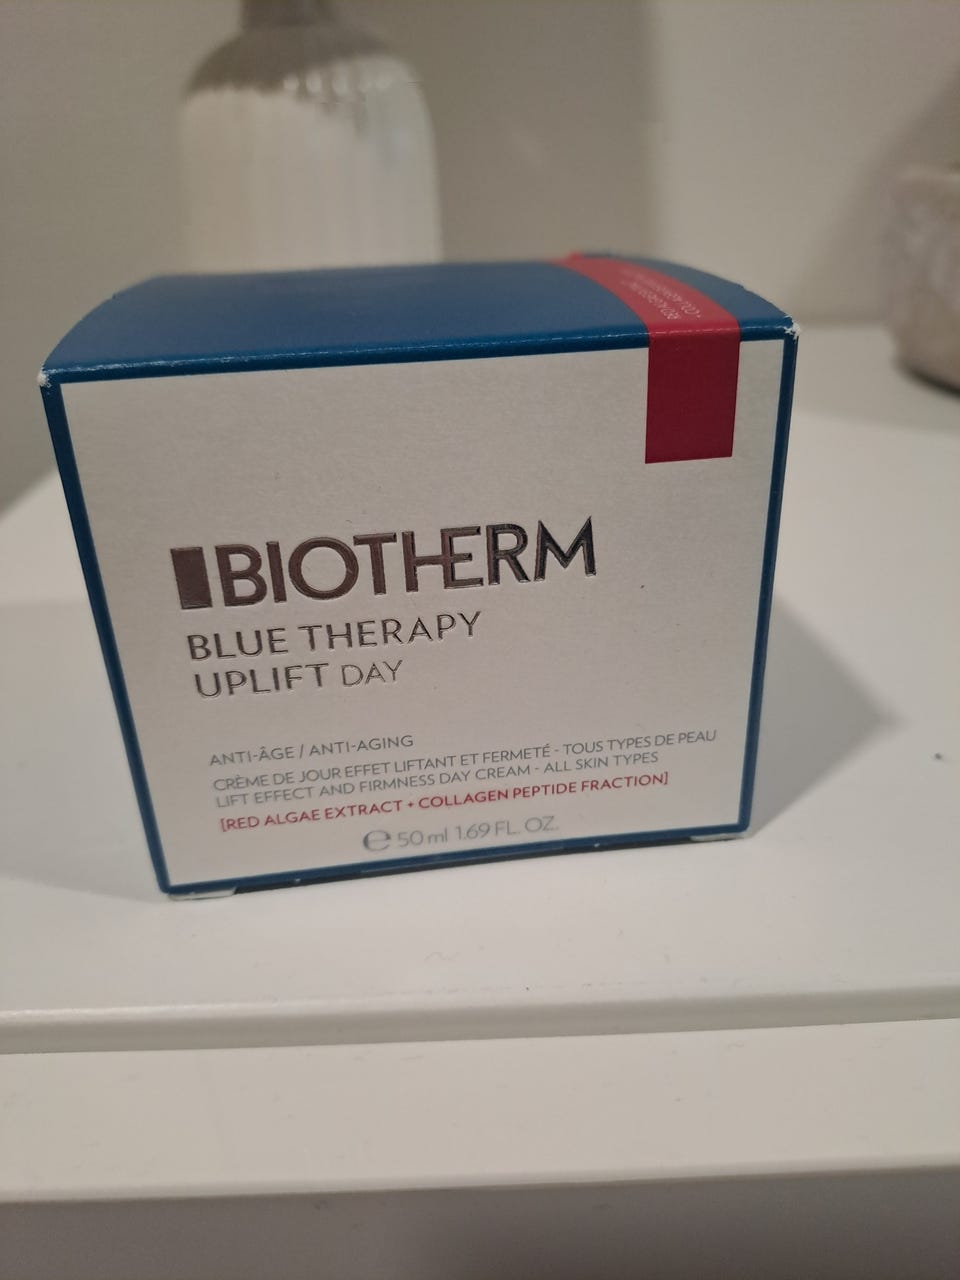 BIOTHERM
BLUE THERAPY
UPLIFT DAY
ANTI-ÂGE / ANTI-AGING
CRÈME DE JOUR EFFET LIFTANT ET FERMETÉ - TOUS TYPES DE PEAU
LIFT EFFECT AND FIRMNESS DAY CREAM - ALL SKIN TYPES
[RED ALGAE EXTRACT + COLLAGEN PEPTIDE FRACTION]
℮ 50 ml 1.69 FL. OZ.